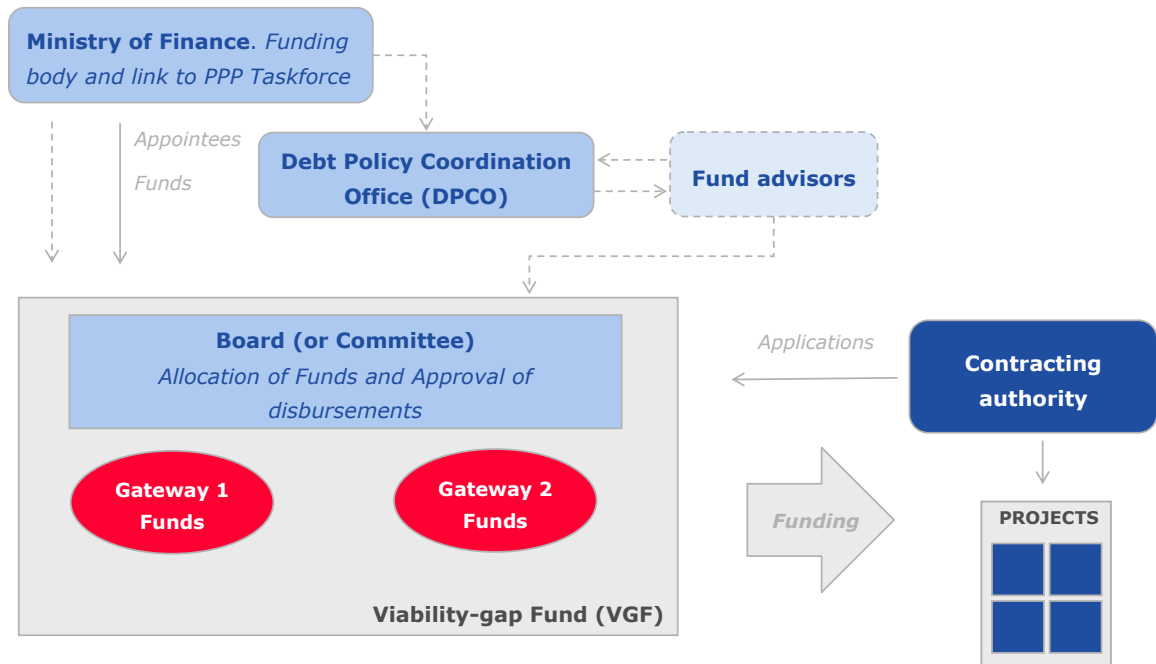 Ministry of Finance. Funding
body and link to PPP Taskforce
Appointees
Funds
Debt Policy Coordination
Office (DPCO)
Fund advisors
Board (or Committee)
Allocation of Funds and Approval of
disbursements
Applications
Contracting
authority
Gateway 1
Funds
Gateway 2
Funds
Funding
PROJECTS
Viability-gap Fund (VGF)